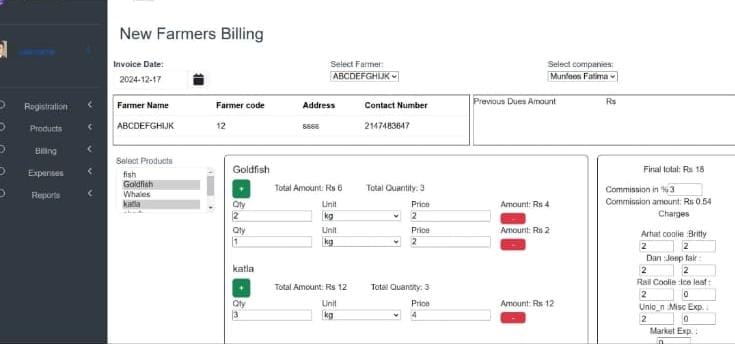 New Farmers Billing
Invoice Date:
2024-12-17
Select Farmer:
ABCDEFGHIJK
Select companies:
Munfees Fatima
Registration
Products
Billing
Expenses
Reports
Farmer Name Farmer code Address Contact Number
ABCDEFGHIJK 12 ssss 2147483647
Previous Dues Amount Rs
Select Products
fish
Goldfish
Whales
katla
Goldfish
+ Total Amount: Rs 6 Total Quantity: 3
Qty Unit Price Amount: Rs 4
2 kg 2 -
Qty Unit Price Amount: Rs 2
1 kg 2 -
katla
+ Total Amount: Rs 12 Total Quantity: 3
Qty Unit Price Amount: Rs 12
3 kg 4 -
Final total: Rs 18
Commission in % 3
Commission amount: Rs 0.54
Charges
Arhat coolie :Britty
2 2
Dan :Jeep fair :
2 2
Rail Coolie :Ice leaf :
2 0
Unio_n :Misc Exp. :
2 0
Market Exp. :
0